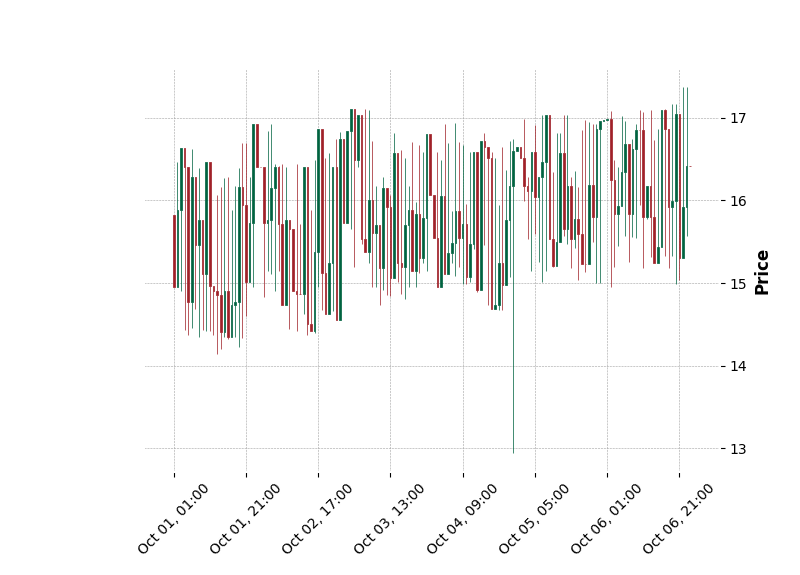 17
16
15
14
13
Price
Oct 01, 01:00
Oct 01, 21:00
Oct 02, 17:00
Oct 03, 13:00
Oct 04, 09:00
Oct 05, 05:00
Oct 06, 01:00
Oct 06, 21:00